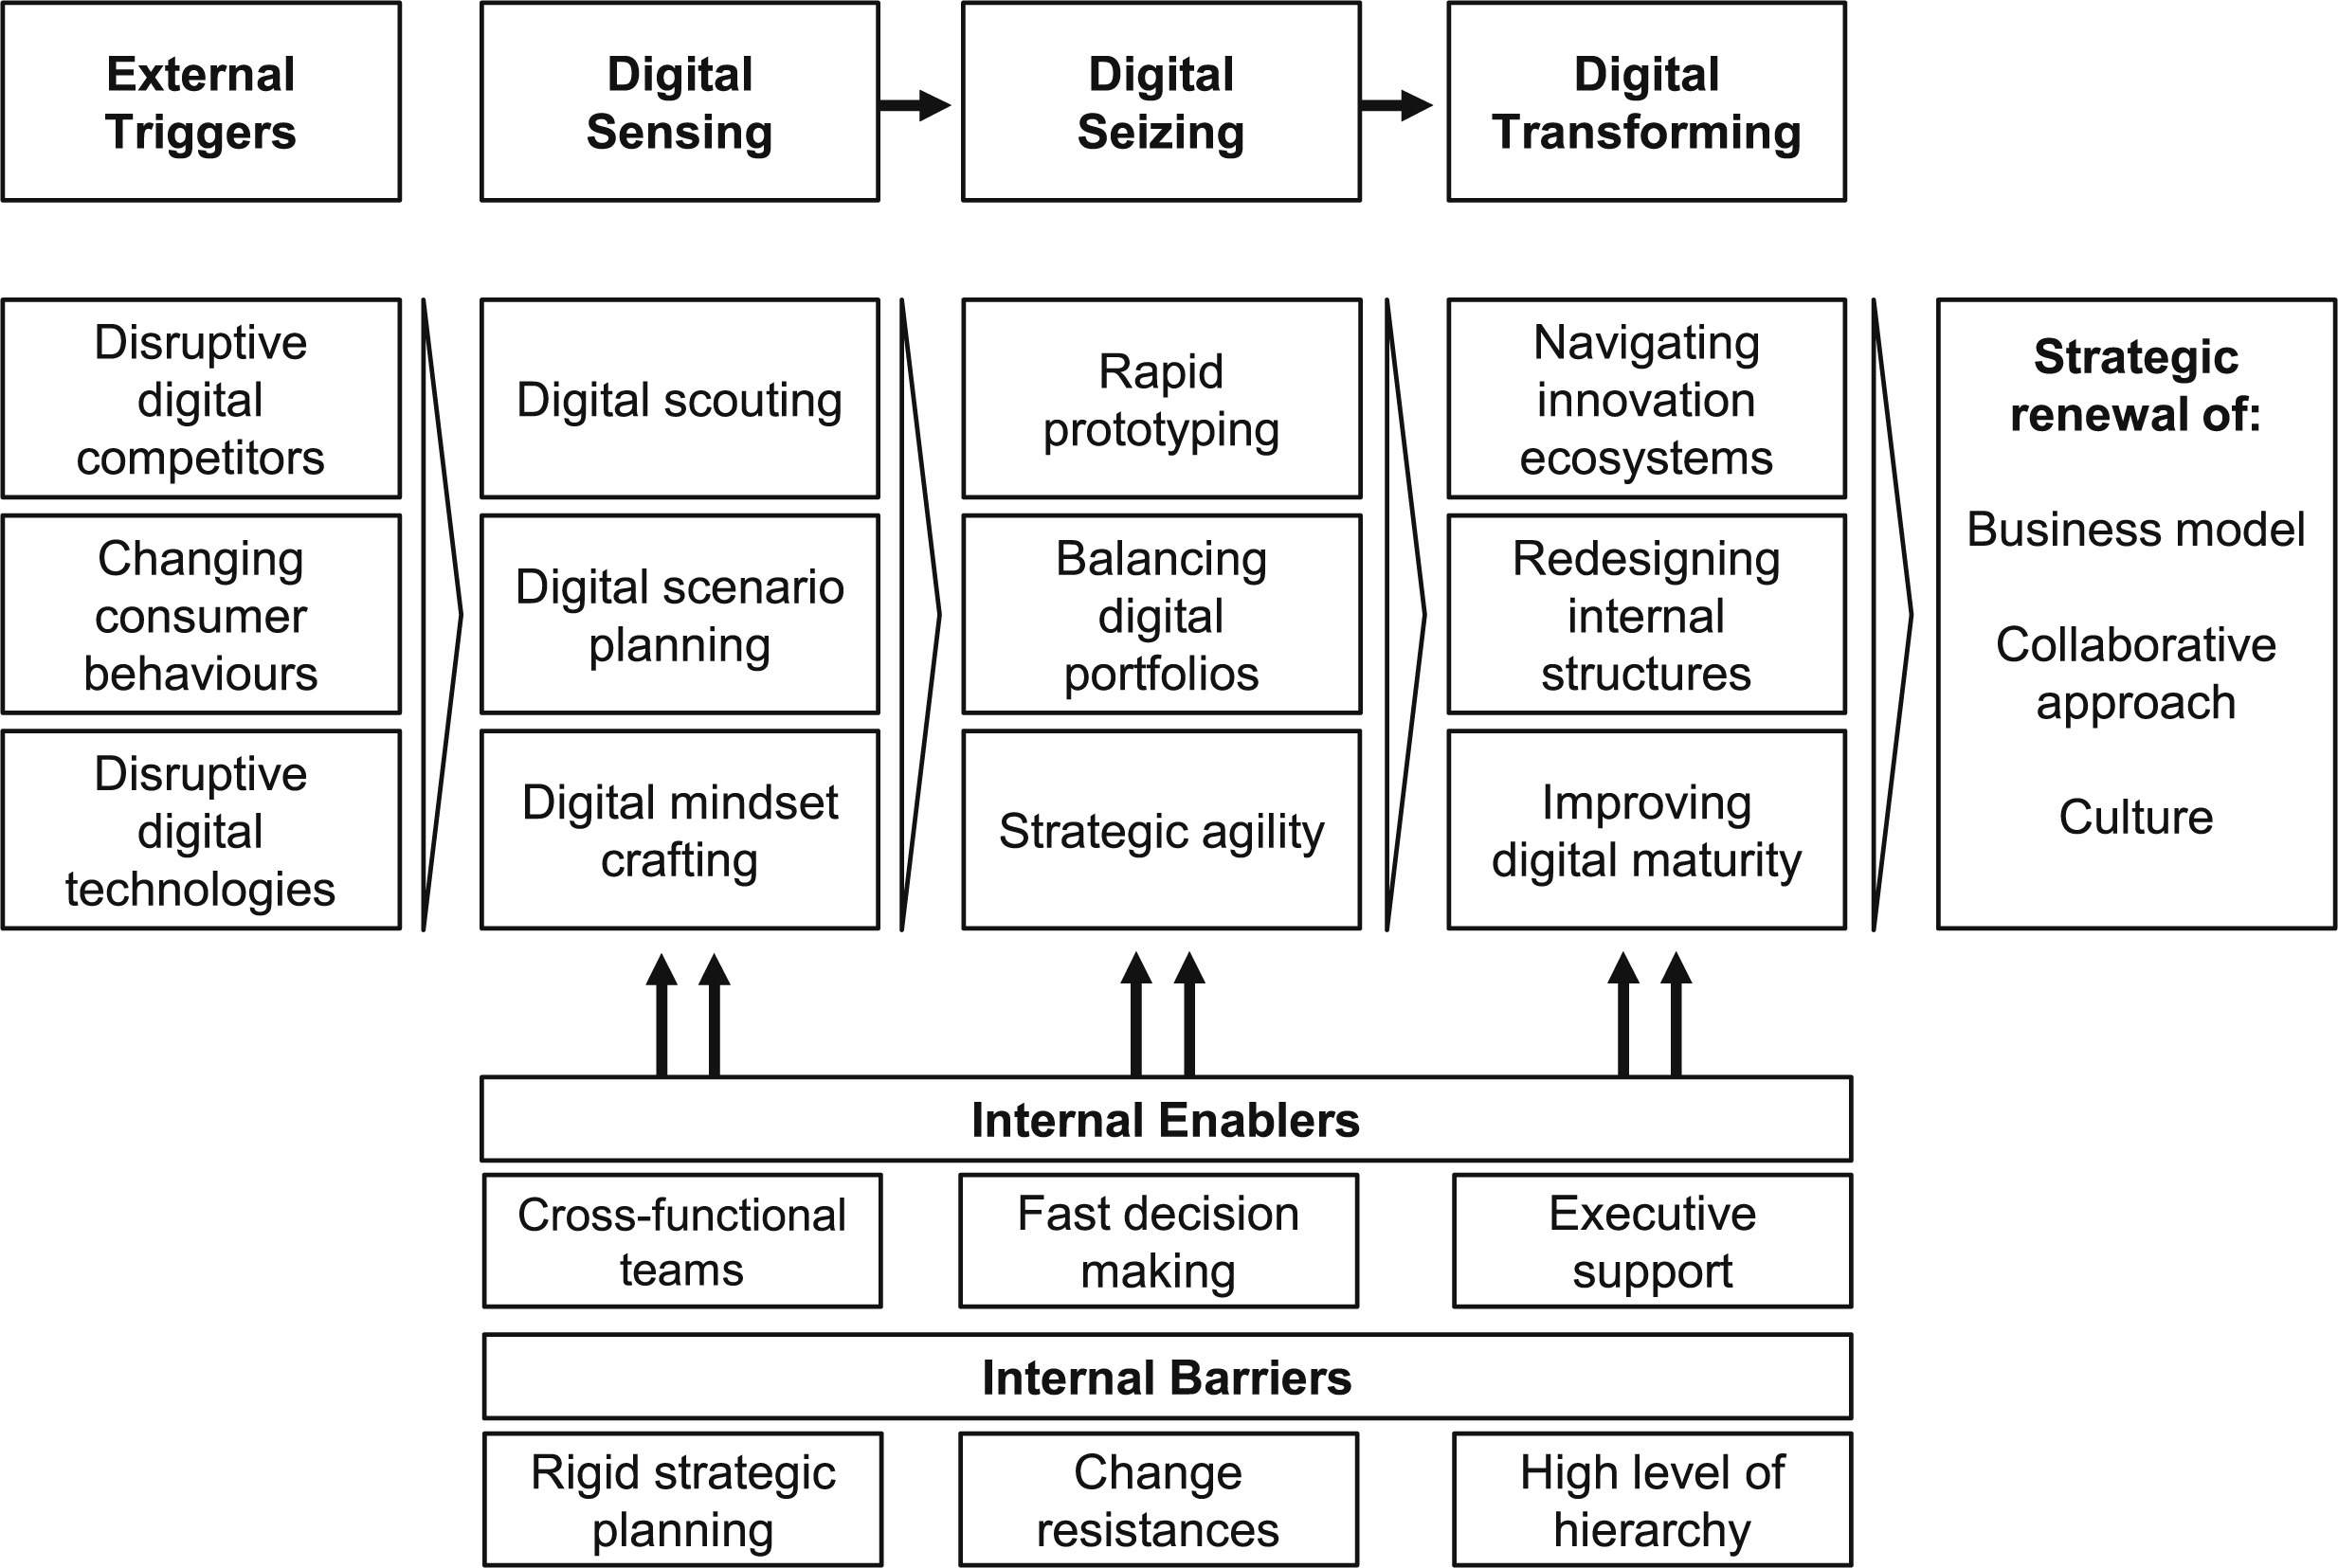 External
Triggers
Digital
Sensing
Digital
Seizing
Digital
Transforming
Disruptive
digital
competitors
Changing
consumer
behaviours
Disruptive
digital
technologies
Digital scouting
Digital scenario
planning
Digital mindset
crafting
Rapid
prototyping
Balancing
digital
portfolios
Strategic agility
Navigating
innovation
ecosystems
Redesigning
internal
structures
Improving
digital maturity
Strategic
renewal of:
Business model
Collaborative
approach
Culture
Internal Enablers
Cross-functional
teams
Fast decision
making
Executive
support
Internal Barriers
Rigid strategic
planning
Change
resistances
High level of
hierarchy